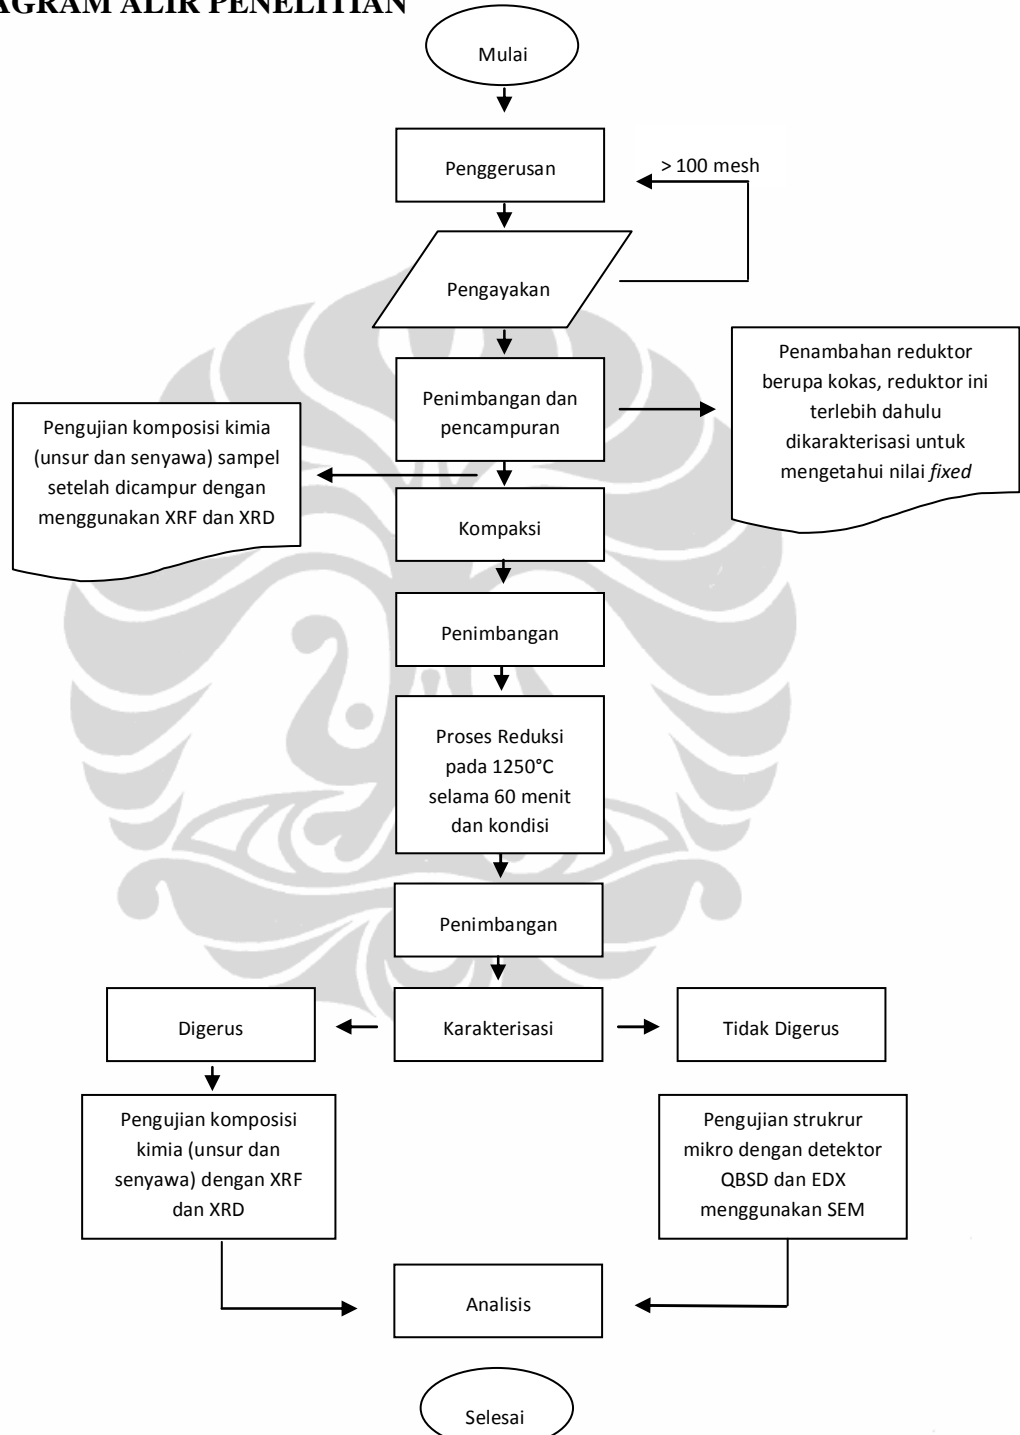 AGRAM ALIR PENELITIAN
Mulai
Penggerusan
> 100 mesh
Pengayakan
Penimbangan dan
pencampuran
Penambahan reduktor
berupa kokas, reduktor ini
terlebih dahulu
dikarakterisasi untuk
mengetahui nilai fixed
Pengujian komposisi kimia
(unsur dan senyawa) sampel
setelah dicampur dengan
menggunakan XRF dan XRD
Kompaksi
Penimbangan
Proses Reduksi
pada 1250°C
selama 60 menit
dan kondisi
Penimbangan
Digerus
Karakterisasi
Tidak Digerus
Pengujian komposisi
kimia (unsur dan
senyawa) dengan XRF
dan XRD
Pengujian strukrur
mikro dengan detektor
QBSD dan EDX
menggunakan SEM
Analisis
Selesai